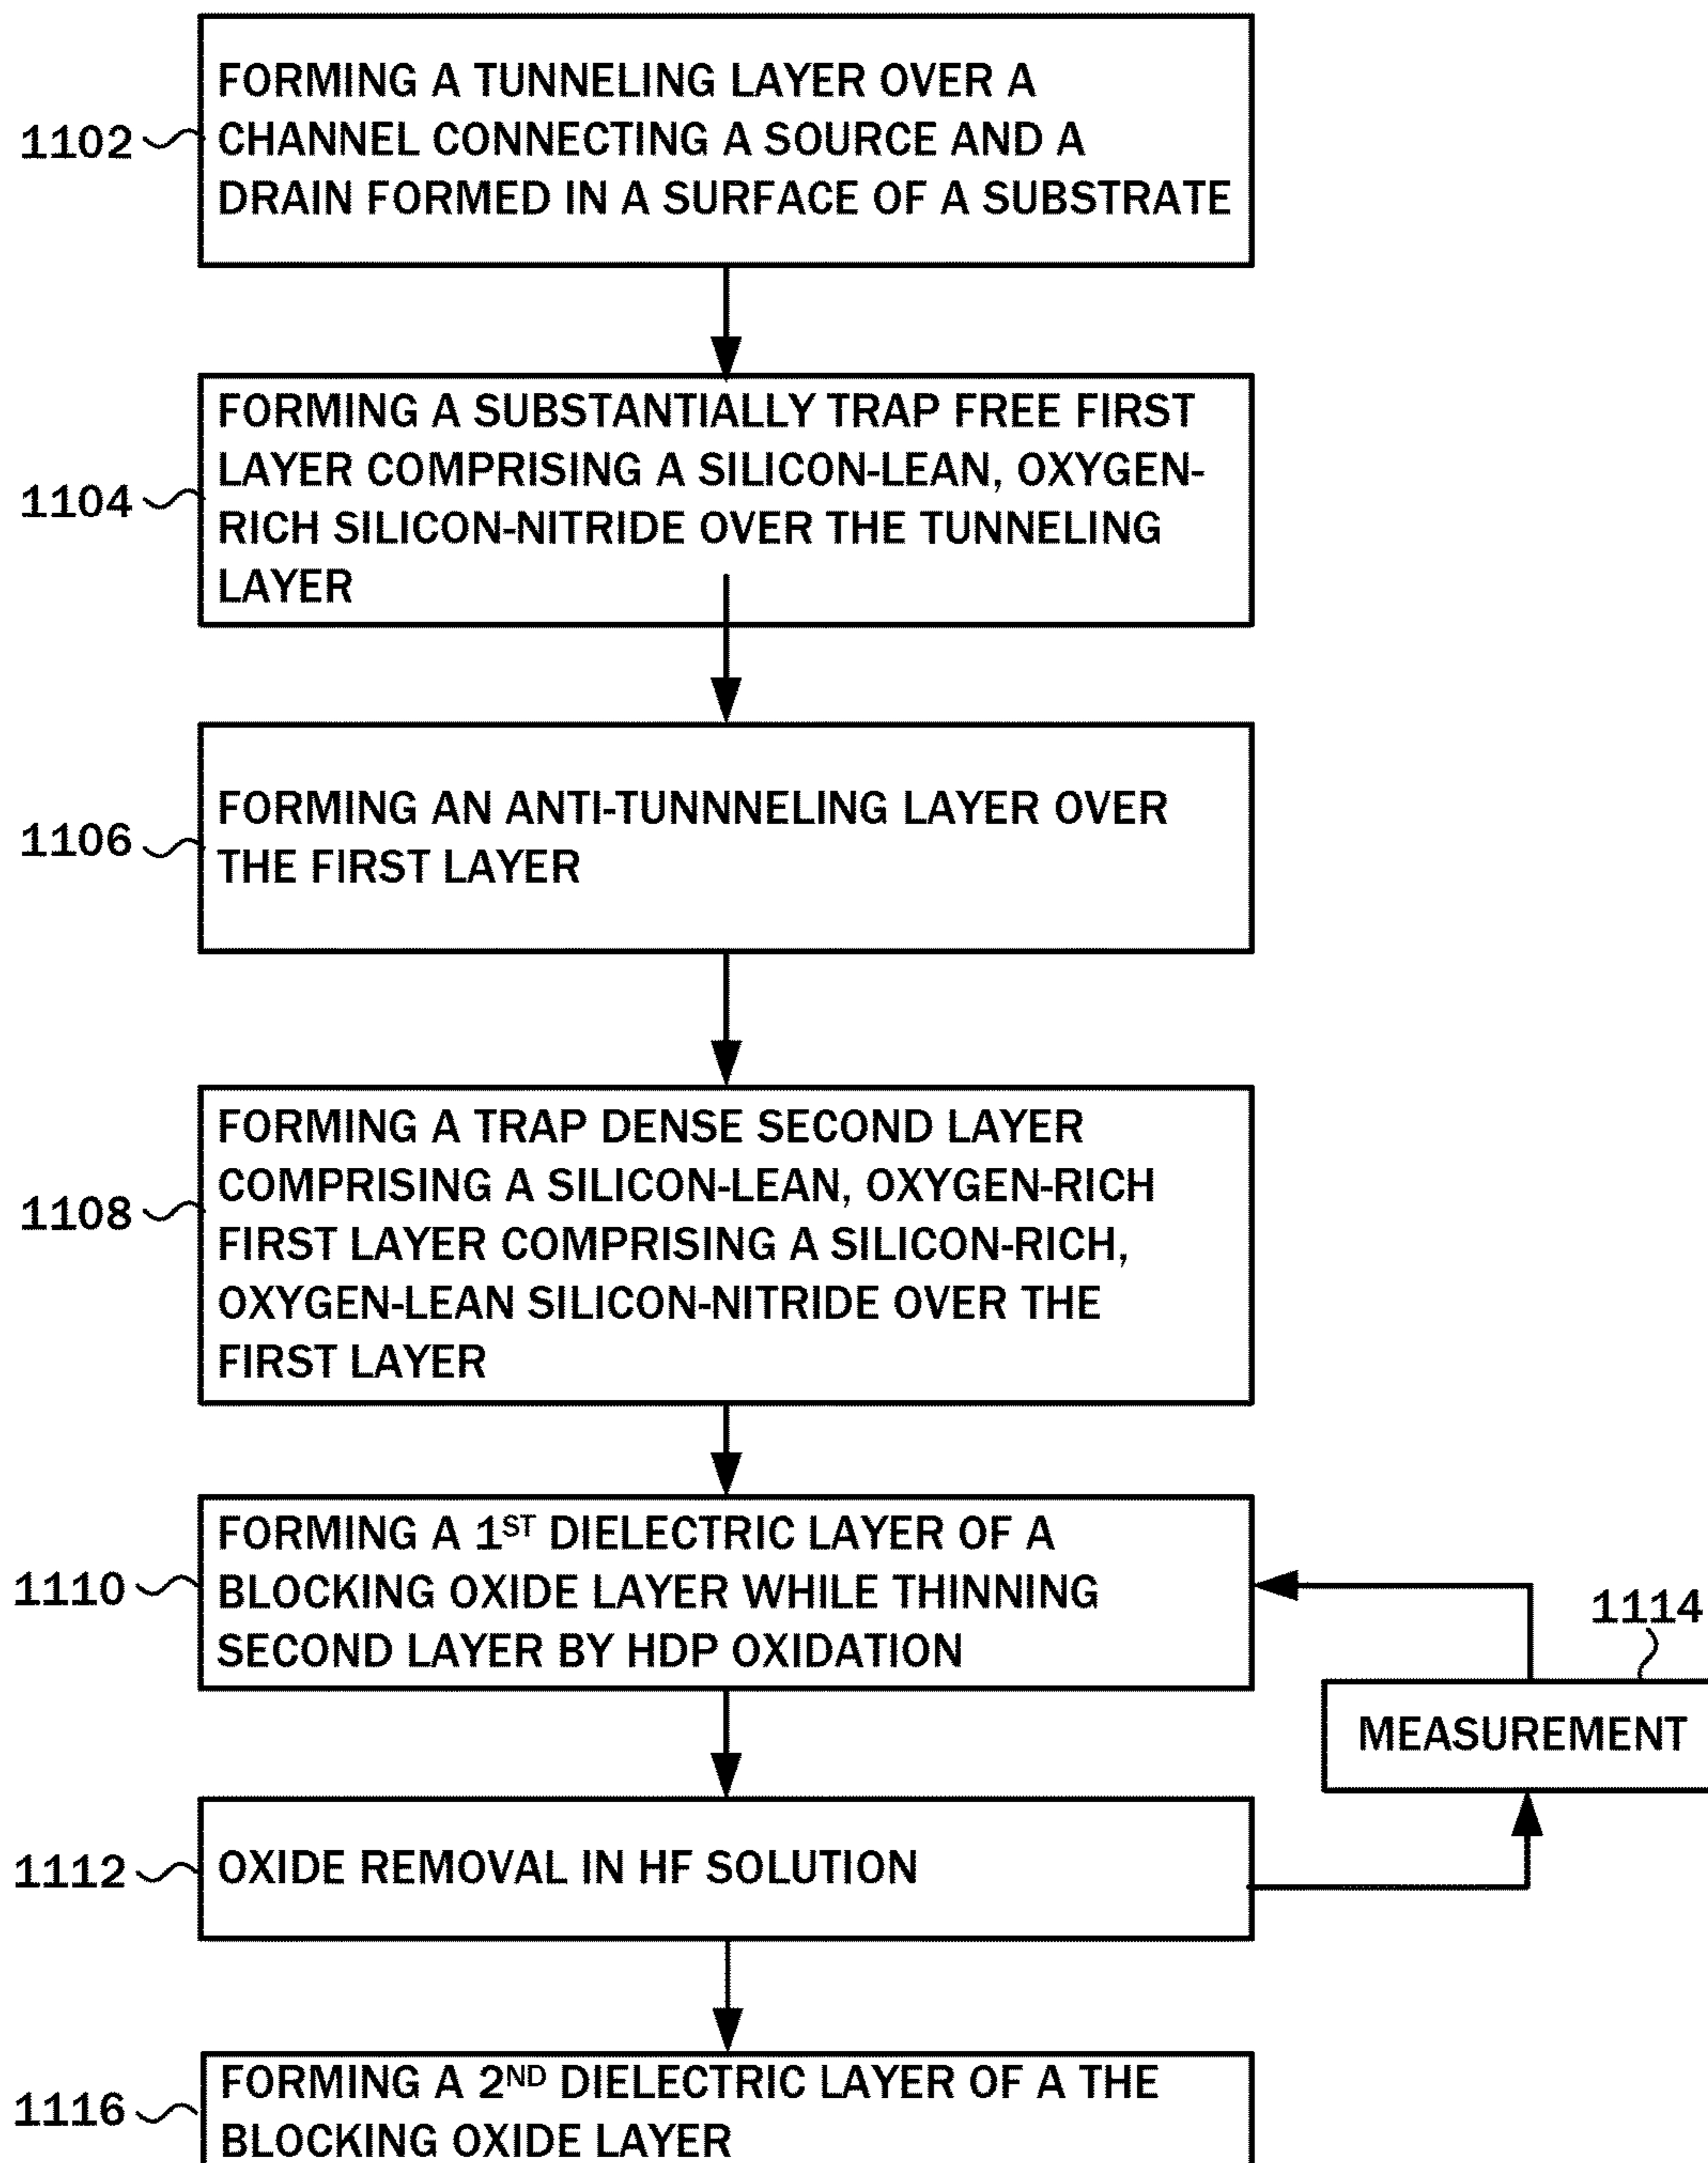 FORMING A TUNNELING LAYER OVER A
1102
CHANNEL CONNECTING A SOURCE AND A
DRAIN FORMED IN A SURFACE OF A SUBSTRATE
FORMING A SUBSTANTIALLY TRAP FREE FIRST
LAYER COMPRISING A SILICON-LEAN, OXYGEN-
1104
RICH SILICON-NITRIDE OVER THE TUNNELING
LAYER
FORMING AN ANTI-TUNNNELING LAYER OVER
1106
THE FIRST LAYER
FORMING A TRAP DENSE SECOND LAYER
COMPRISING A SILICON-LEAN, OXYGEN-RICH
1108
FIRST LAYER COMPRISING A SILICON-RICH,
OXYGEN-LEAN SILICON-NITRIDE OVER THE
FIRST LAYER
FORMING A 1ST DIELECTRIC LAYER OF A
1110
BLOCKING OXIDE LAYER WHILE THINNING
SECOND LAYER BY HDP OXIDATION
1114
MEASUREMENT
1112
OXIDE REMOVAL IN HF SOLUTION
FORMING A 2ND DIELECTRIC LAYER OF A THE
1116
BLOCKING OXIDE LAYER